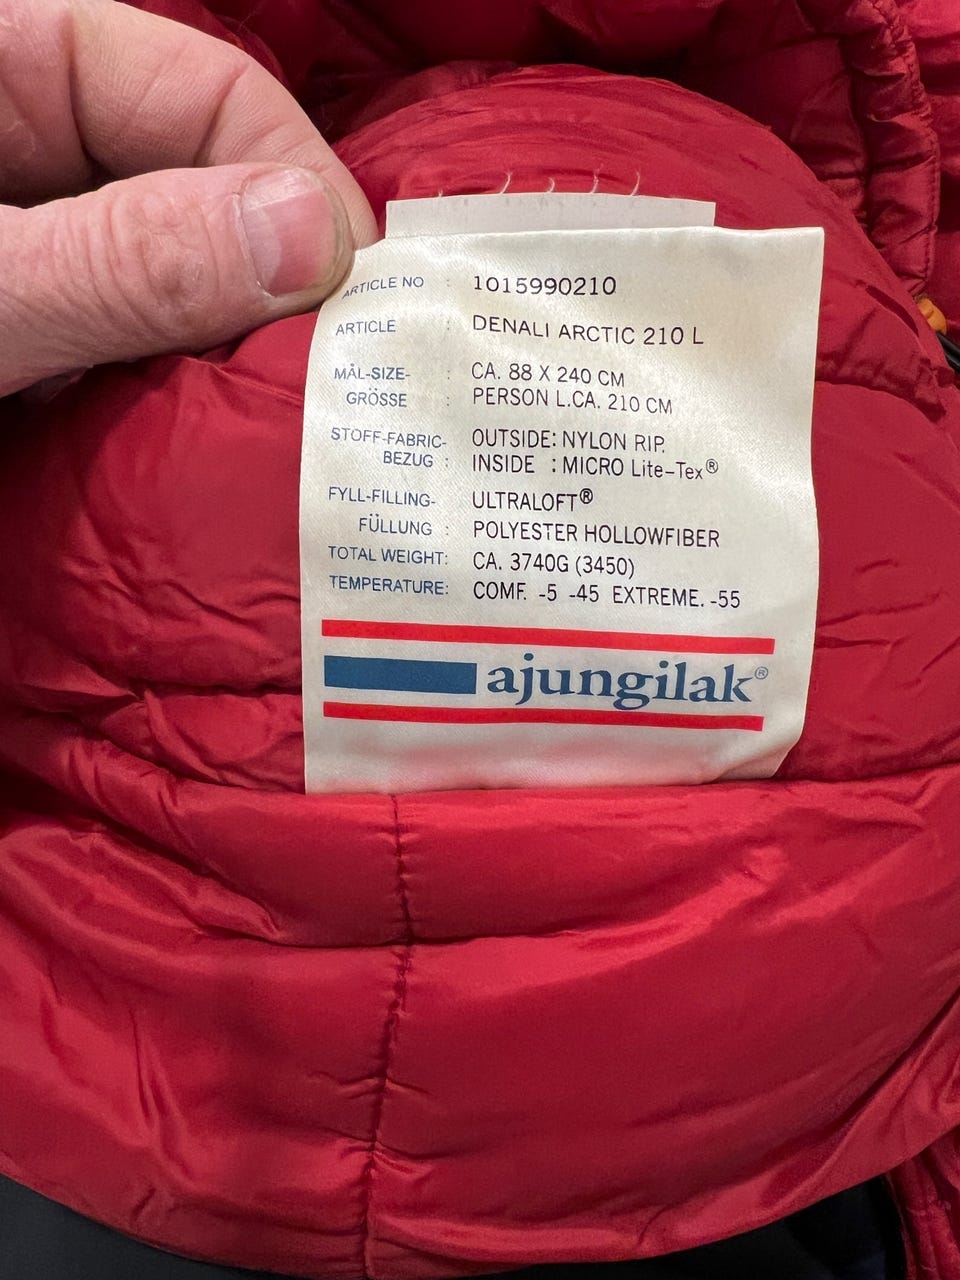 ARTICLE NO : 1015990210
ARTICLE : DENALI ARCTIC 210 L
MÅL-SIZE- : CA. 88 X 240 CM
GRÖSSE : PERSON L.CA. 210 CM
STOFF-FABRIC- OUTSIDE: NYLON RIP.
BEZUG : INSIDE : MICRO Lite-Tex®
FYLL-FILLING- ULTRALOFT®
FÜLLUNG : POLYESTER HOLLOWFIBER
TOTAL WEIGHT: CA. 3740G (3450)
TEMPERATURE: COMF. -5 -45 EXTREME. -55
ajungilak®